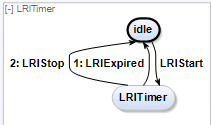 [-] LRITimer
idle
2: LRIStop 1: LRIExpired LRIStart
LRITimer